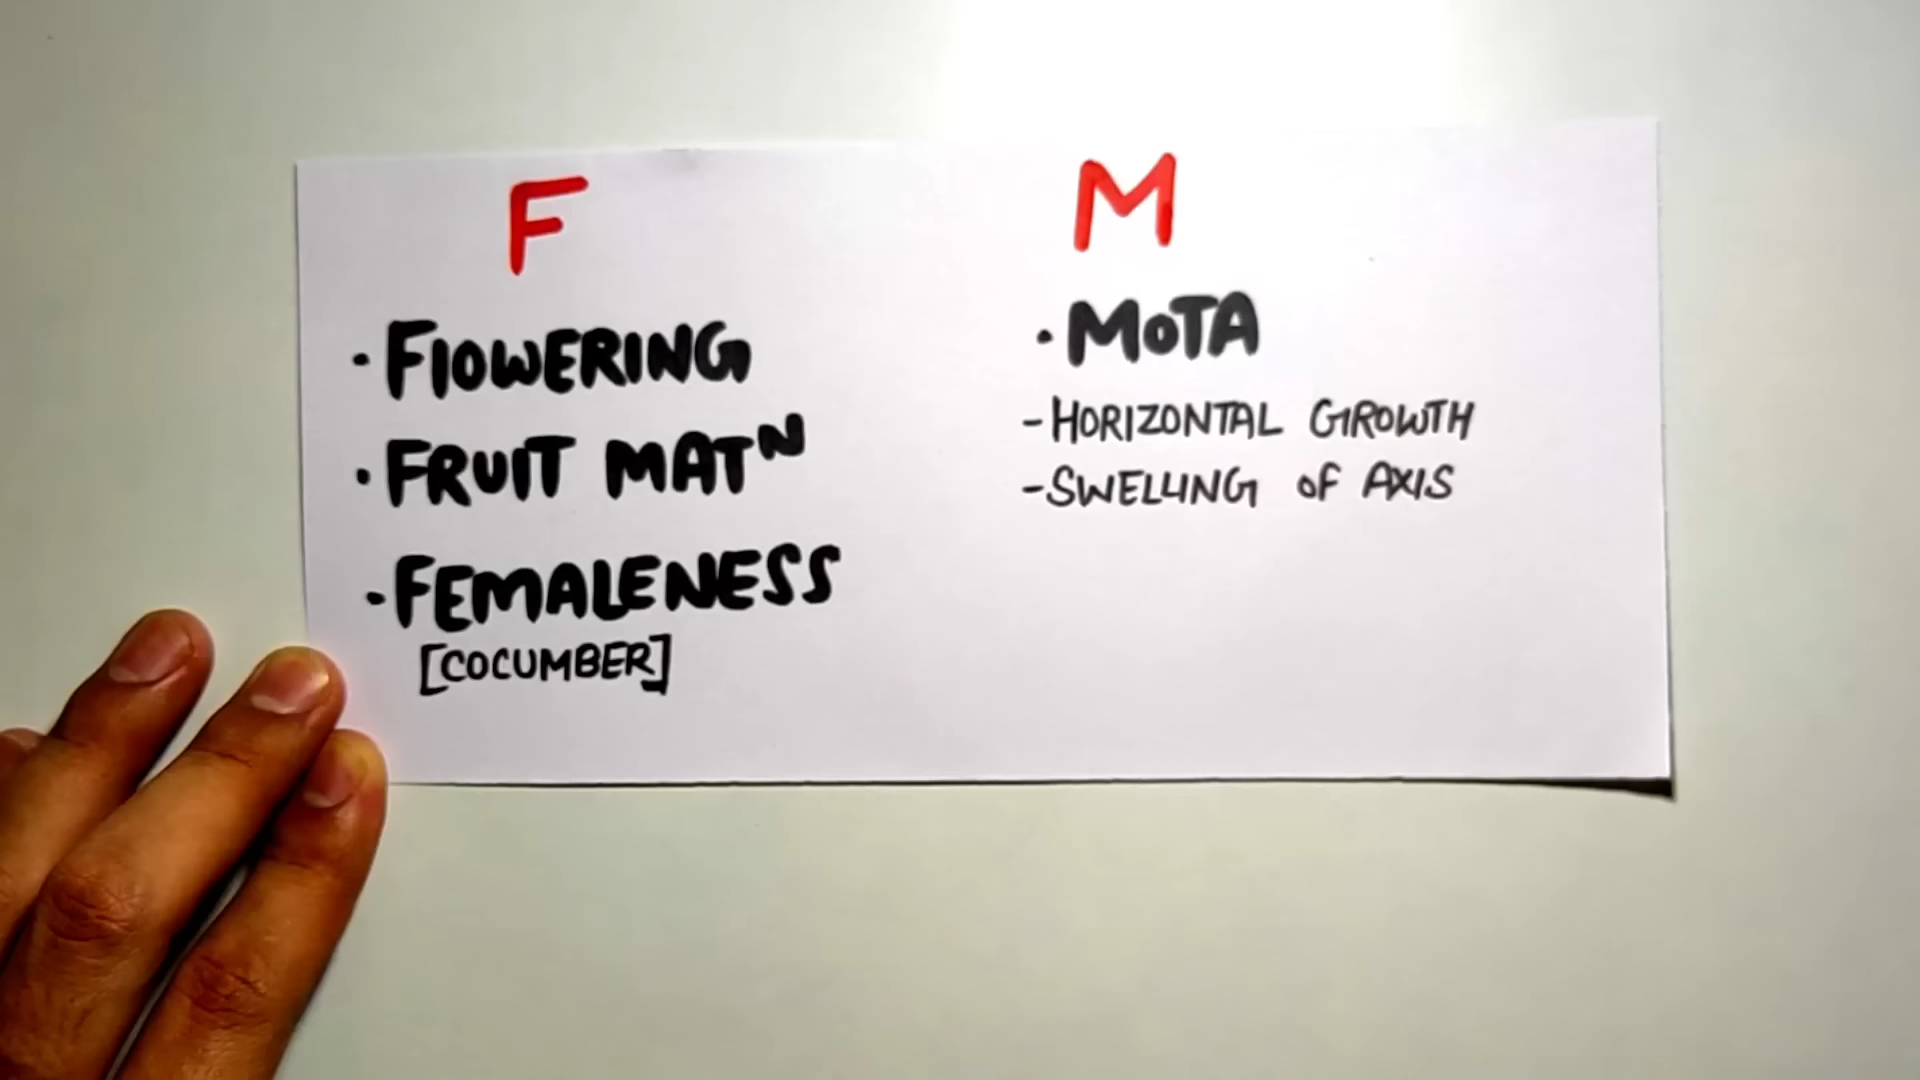 F
• FlOWERING
• FRUIT MATᴺ
• FEMALENESS
[COCUMBER]
M
• MoTA
- HORIZONTAL GROWTH
- SWELLING oF AXIS